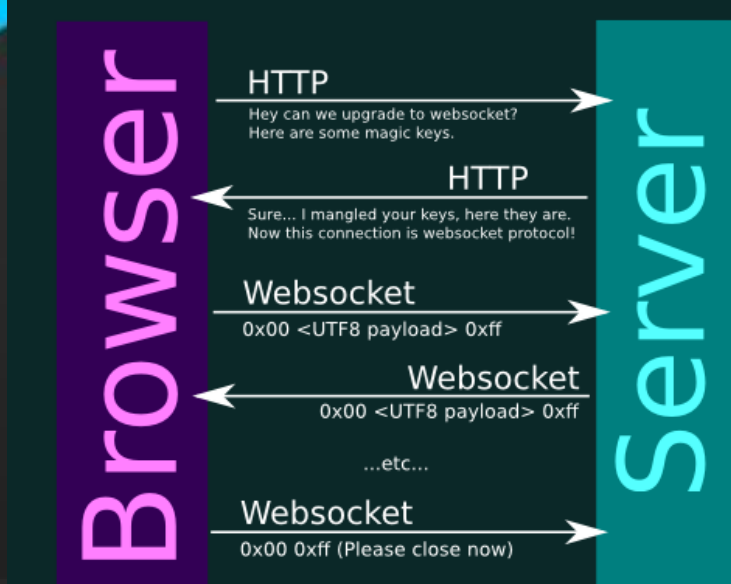 Browser
Server
HTTP
Hey can we upgrade to websocket?
Here are some magic keys.
HTTP
Sure... I mangled your keys, here they are.
Now this connection is websocket protocol!
Websocket
0x00 <UTF8 payload> 0xff
Websocket
0x00 <UTF8 payload> 0xff
...etc...
Websocket
0x00 0xff (Please close now)